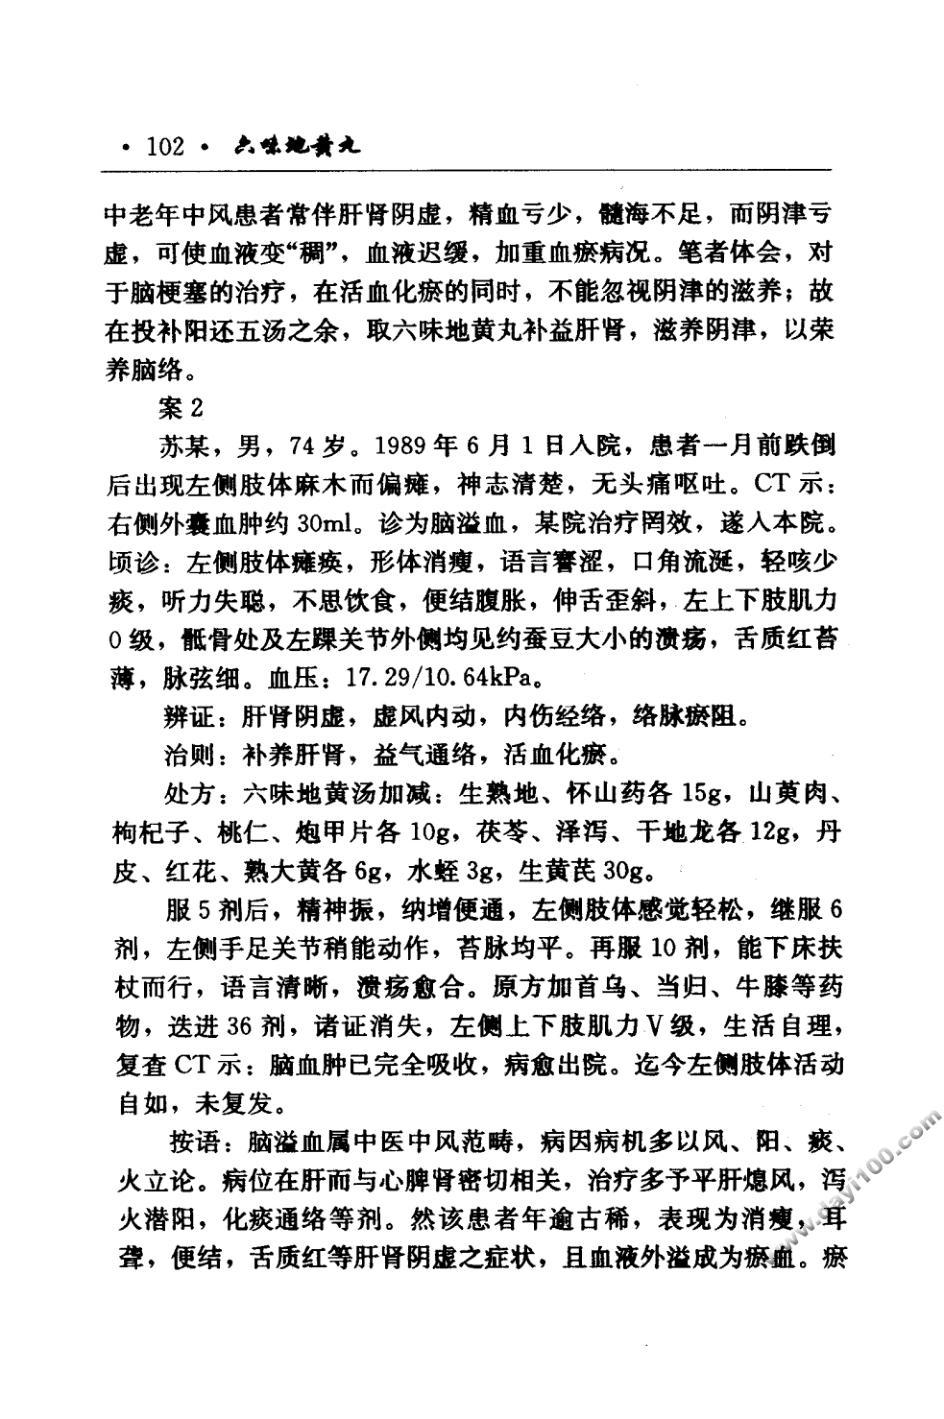 · 102 · 六味地黄丸
中老年中风患者常伴肝肾阴虚，精血亏少，髓海不足，而阴津亏
虚，可使血液变“稠”，血液迟缓，加重血瘀病况。笔者体会，对
于脑梗塞的治疗，在活血化瘀的同时，不能忽视阴津的滋养；故
在投补阳还五汤之余，取六味地黄丸补益肝肾，滋养阴津，以荣
养脑络。
案 2
苏某，男，74 岁。1989 年 6 月 1 日入院，患者一月前跌倒
后出现左侧肢体麻木而偏瘫，神志清楚，无头痛呕吐。CT 示：
右侧外囊血肿约 30ml。诊为脑溢血，某院治疗罔效，遂入本院。
顷诊：左侧肢体瘫痪，形体消瘦，语言謇涩，口角流涎，轻咳少
痰，听力失聪，不思饮食，便结腹胀，伸舌歪斜，左上下肢肌力
0 级，骶骨处及左踝关节外侧均见约蚕豆大小的溃疡，舌质红苔
薄，脉弦细。血压：17.29/10.64kPa。
辨证：肝肾阴虚，虚风内动，内伤经络，络脉瘀阻。
治则：补养肝肾，益气通络，活血化瘀。
处方：六味地黄汤加减：生熟地、怀山药各 15g，山萸肉、
枸杞子、桃仁、炮甲片各 10g，茯苓、泽泻、干地龙各 12g，丹
皮、红花、熟大黄各 6g，水蛭 3g，生黄芪 30g。
服 5 剂后，精神振，纳增便通，左侧肢体感觉轻松，继服 6
剂，左侧手足关节稍能动作，苔脉均平。再服 10 剂，能下床扶
杖而行，语言清晰，溃疡愈合。原方加首乌、当归、牛膝等药
物，迭进 36 剂，诸证消失，左侧上下肢肌力 V 级，生活自理，
复查 CT 示：脑血肿已完全吸收，病愈出院。迄今左侧肢体活动
自如，未复发。
按语：脑溢血属中医中风范畴，病因病机多以风、阳、痰、
火立论。病位在肝而与心脾肾密切相关，治疗多予平肝熄风，泻
火潜阳，化痰通络等剂。然该患者年逾古稀，表现为消瘦，耳
聋，便结，舌质红等肝肾阴虚之症状，且血液外溢成为瘀血。瘀
www.dayi100.com